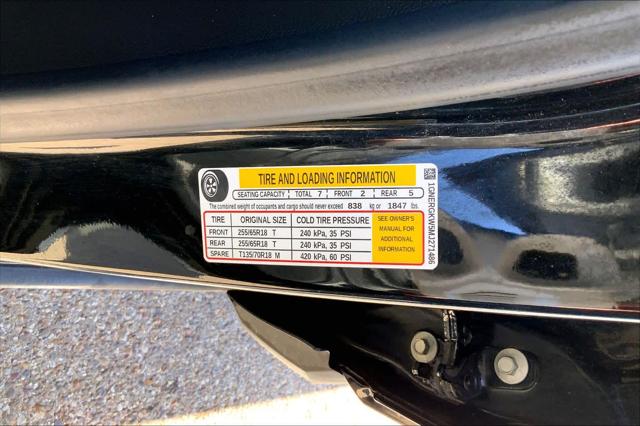 TIRE AND LOADING INFORMATION
SEATING CAPACITY TOTAL 7 FRONT 2 REAR 5
The combined weight of occupants and cargo should never exceed 838 kg or 1847 lbs.
TIRE ORIGINAL SIZE COLD TIRE PRESSURE
FRONT 255/65R18 T 240 kPa, 35 PSI
REAR 255/65R18 T 240 kPa, 35 PSI
SPARE T135/70R18 M 420 kPa, 60 PSI
SEE OWNER'S
MANUAL FOR
ADDITIONAL
INFORMATION
1GNERGKW5MJ271486